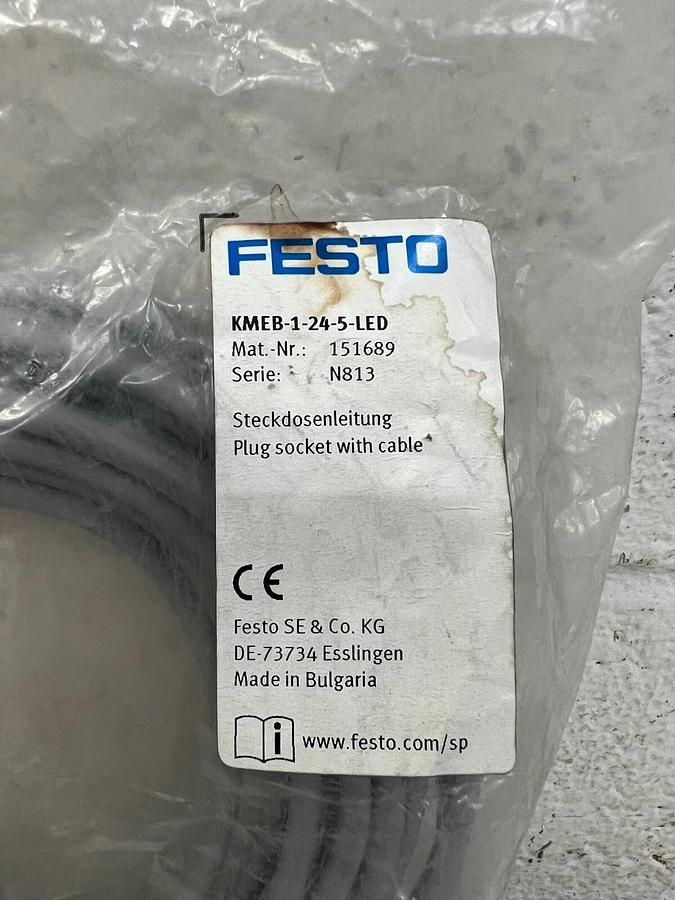 FESTO
KMEB-1-24-5-LED
Mat.-Nr.: 151689
Serie: N813
Steckdosenleitung
Plug socket with cable
CE
Festo SE & Co. KG
DE-73734 Esslingen
Made in Bulgaria
i www.festo.com/sp